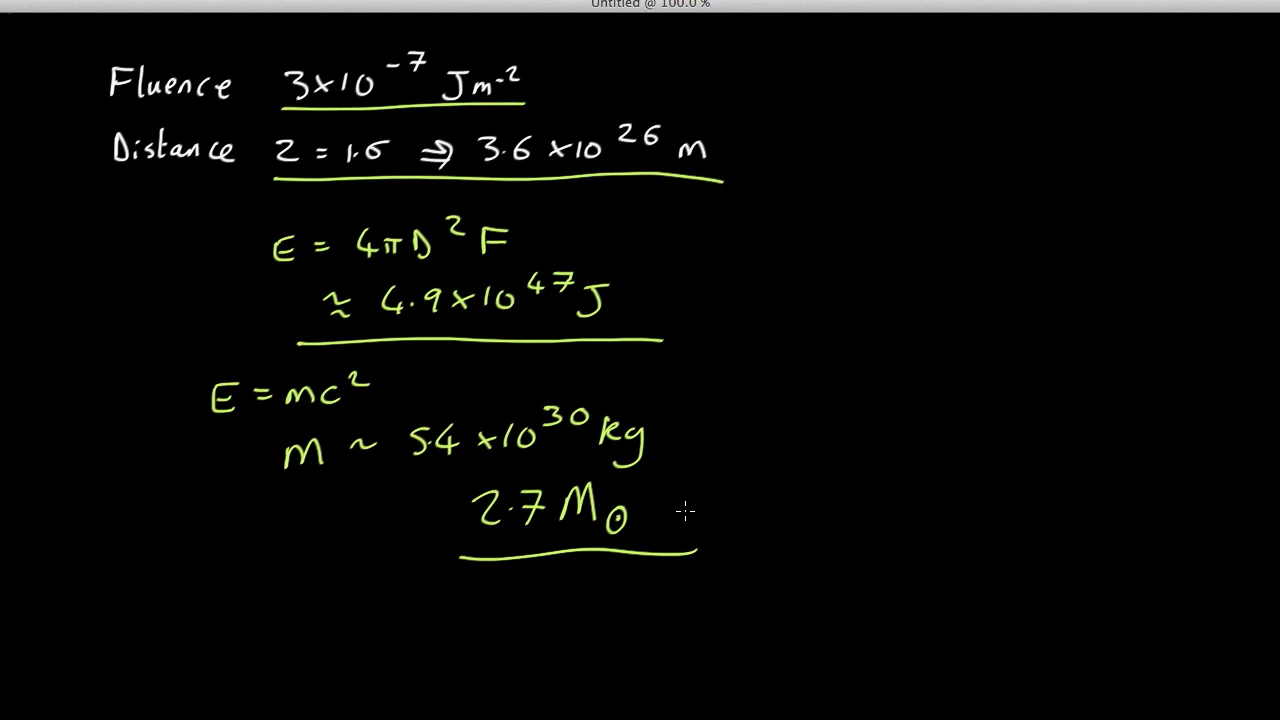 Untitled @ 100.0 %
Fluence 3×10⁻⁷ Jm⁻²
Distance z = 1.6 ⇒ 3.6 ×10²⁶ m
E = 4πD²F
≈ 4.9×10⁴⁷ J
E = mc²
M ~ 5.4 ×10³⁰ kg
2.7 M⊙